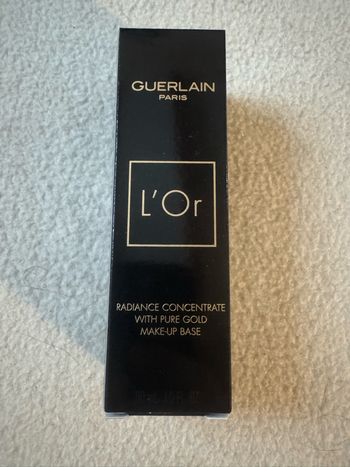 GUERLAIN
PARIS
L'Or
RADIANCE CONCENTRATE
WITH PURE GOLD
MAKE-UP BASE